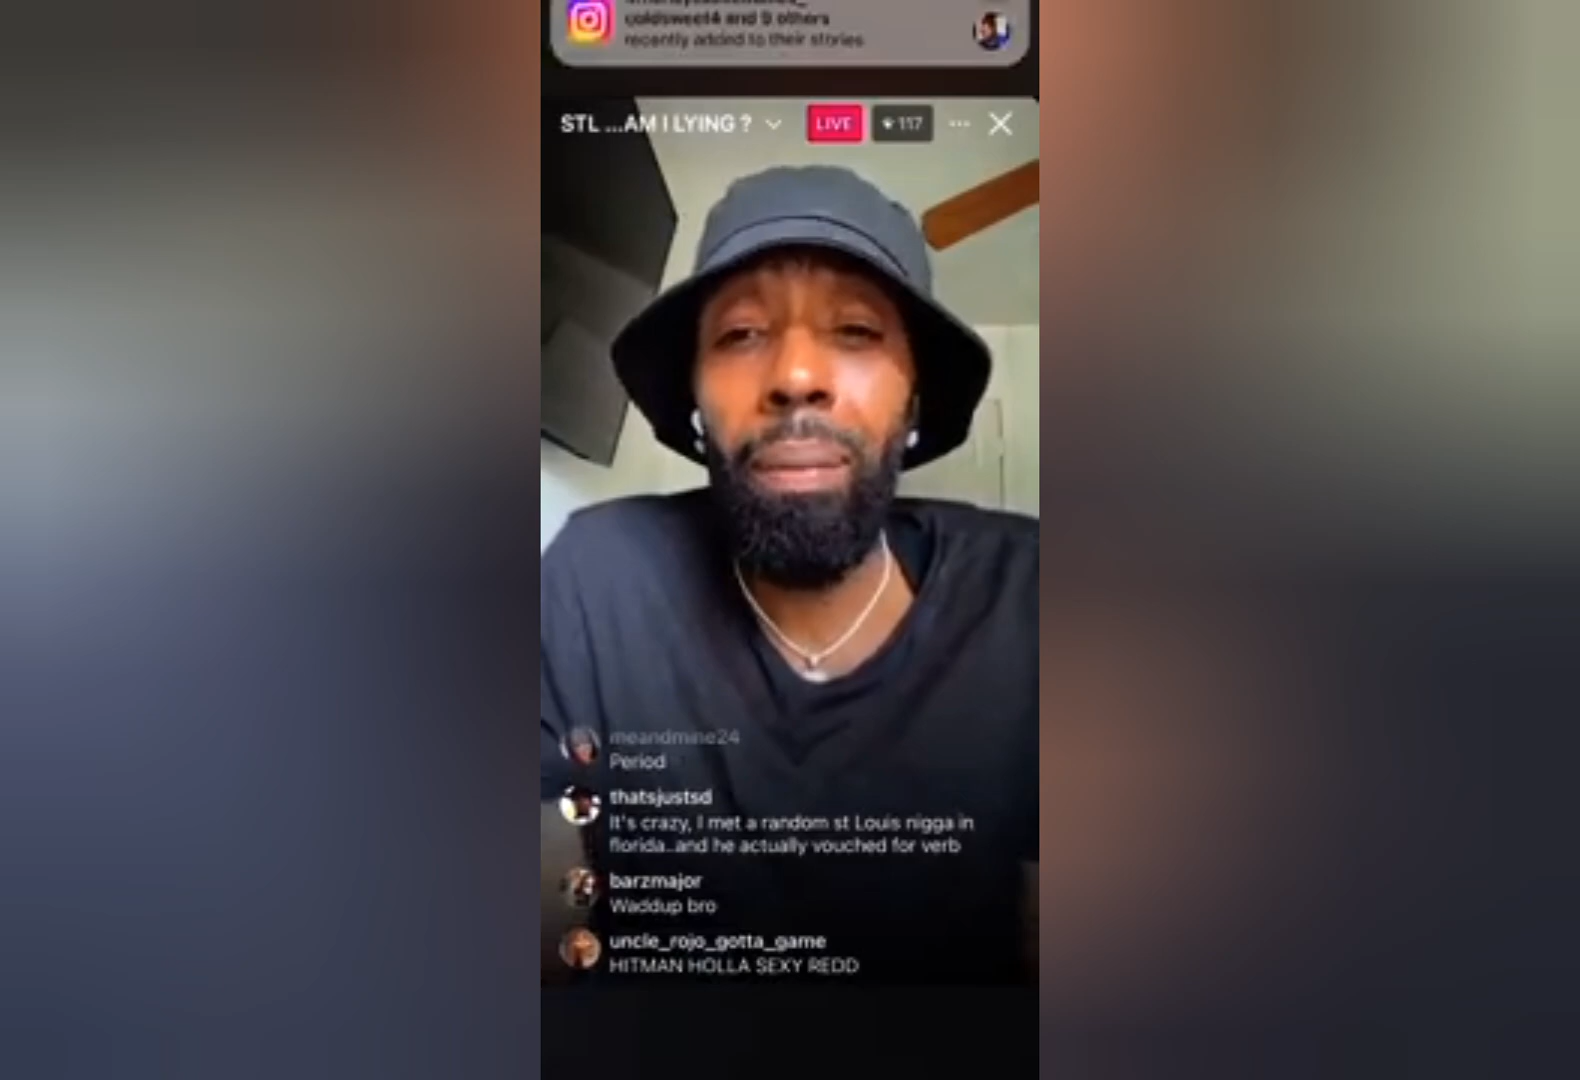 coldsweet4 and 9 others
recently added to their stories
STL ...AM I LYING ?
LIVE
117
meandmine24
Period
thatsjustsd
It's crazy, I met a random st Louis nigga in
florida..and he actually vouched for verb
barzmajor
Waddup bro
uncle_rojo_gotta_game
HITMAN HOLLA SEXY REDD